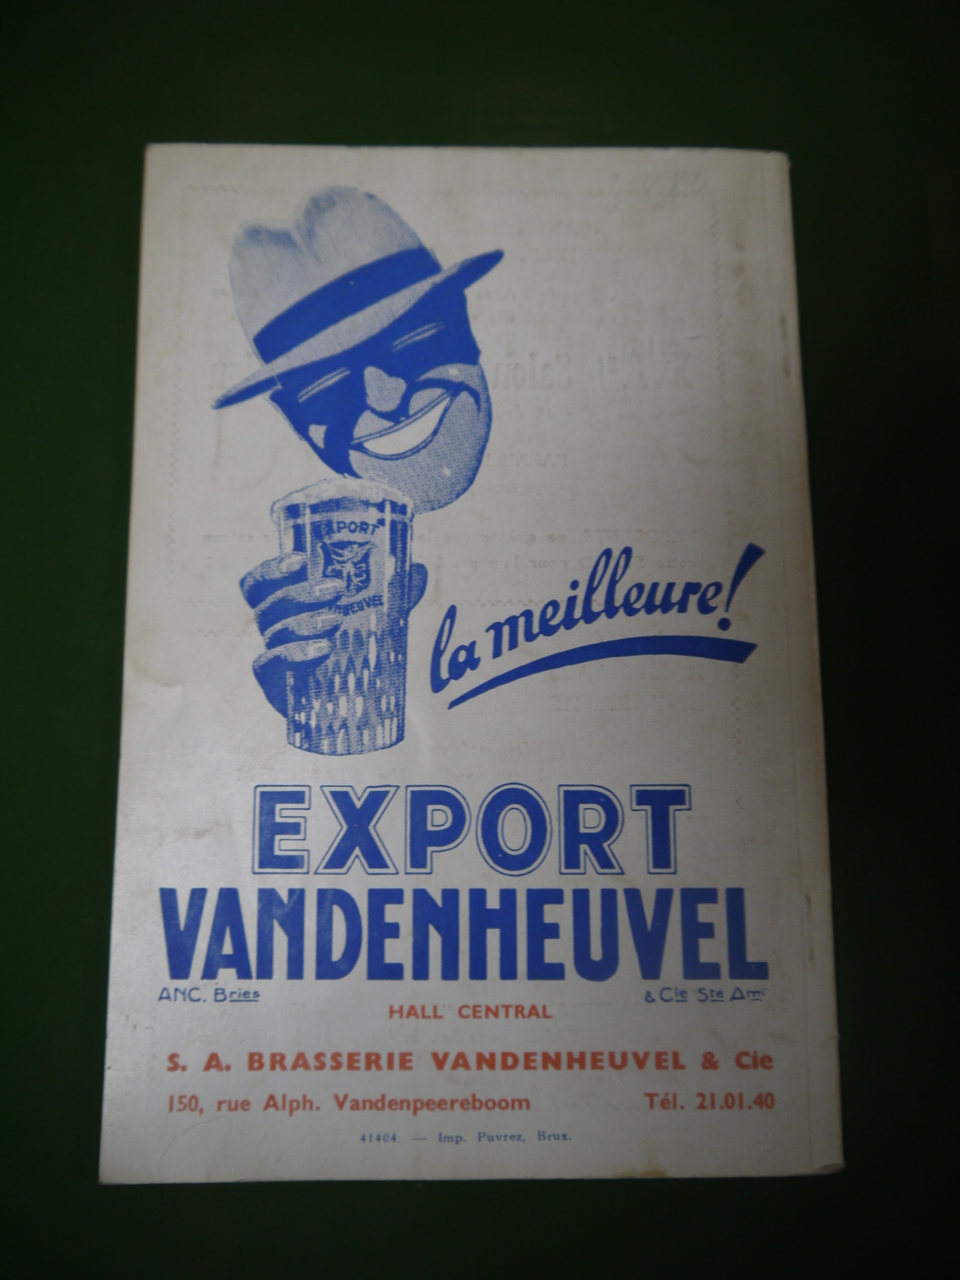 EXPORT
la meilleure!
EXPORT
VANDENHEUVEL
ANC. Bries & Cie Sté Ame
HALL CENTRAL
S. A. BRASSERIE VANDENHEUVEL & Cie
150, rue Alph. Vandenpeereboom Tél. 21.01.40
41404. — Imp. Puvrez, Brux.